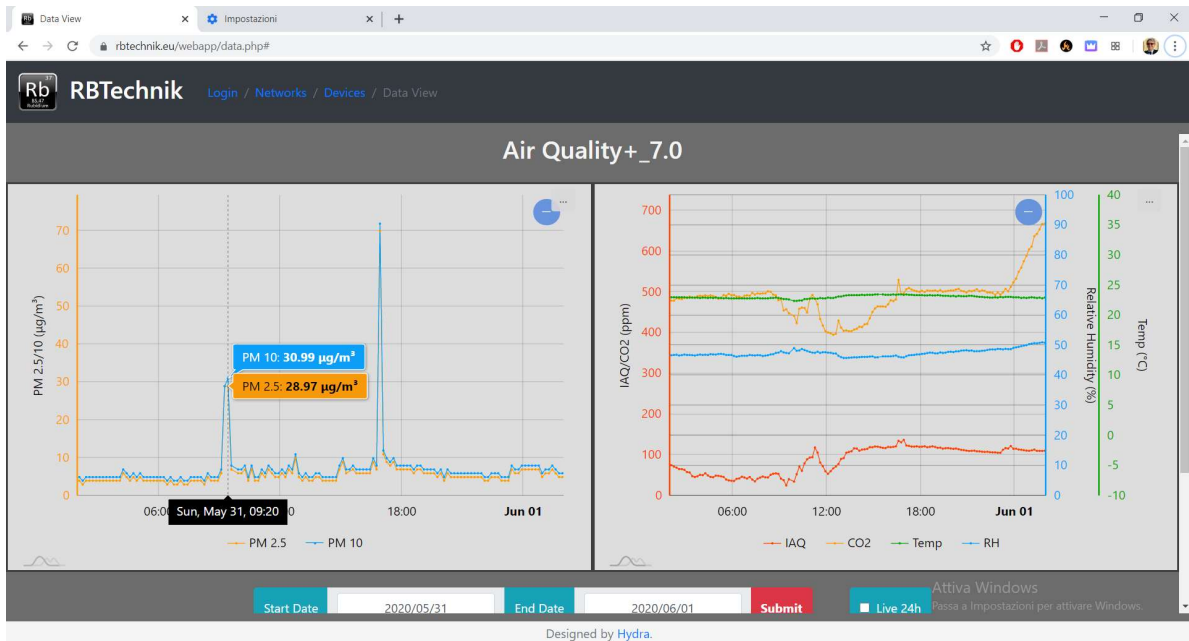 Data View
Impostazioni
rbtechnik.eu/webapp/data.php#
37
Rb
85,47
RBTechnik
Login / Networks / Devices / Data View
Air Quality+_7.0
PM 2.5/10 (µg/m³)
70
60
50
40
30
20
10
0
PM 10: 30.99 µg/m³
PM 2.5: 28.97 µg/m³
06:00
Sun, May 31, 09:20
18:00
Jun 01
PM 2.5
PM 10
...
IAQ/CO2 (ppm)
700
600
500
400
300
200
100
0
100
90
80
70
60
50
40
30
20
10
0
Relative Humidity (%)
40
35
30
25
20
15
10
5
0
-5
-10
Temp (°C)
...
06:00
12:00
18:00
Jun 01
IAQ
CO2
Temp
RH
Start Date
2020/05/31
End Date
2020/06/01
Submit
Live 24h
Attiva Windows
Passa a Impostazioni per attivare Windows.
Designed by Hydra.